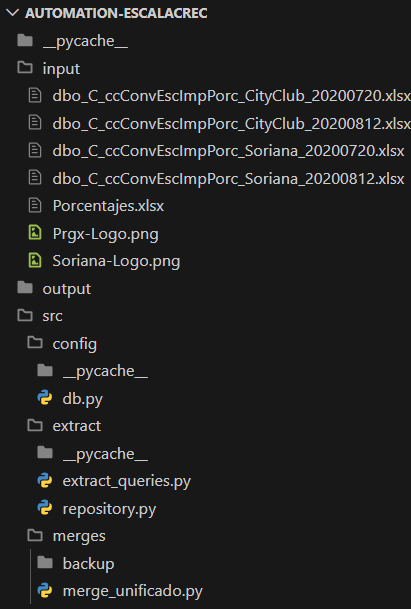 AUTOMATION-ESCALACREC
__pycache__
input
dbo_C_ccConvEscImpPorc_CityClub_20200720.xlsx
dbo_C_ccConvEscImpPorc_CityClub_20200812.xlsx
dbo_C_ccConvEscImpPorc_Soriana_20200720.xlsx
dbo_C_ccConvEscImpPorc_Soriana_20200812.xlsx
Porcentajes.xlsx
Prgx-Logo.png
Soriana-Logo.png
output
src
config
__pycache__
db.py
extract
__pycache__
extract_queries.py
repository.py
merges
backup
merge_unificado.py